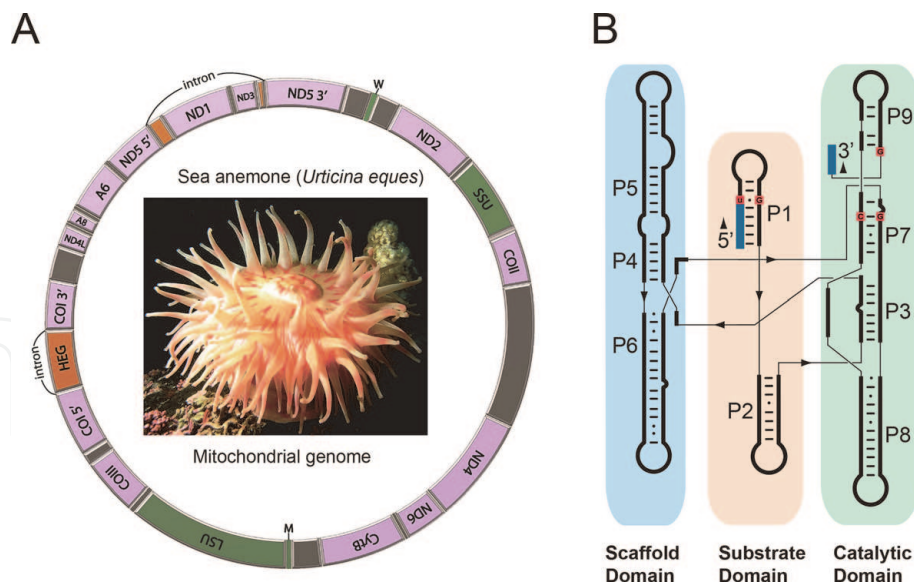 A
intron
ND5 5'
ND1
ND3
ND5 3'
W
ND2
SSU
COII
ND4
ND6
CytB
M
LSU
COIII
COI 5'
intron
HEG
COI 3'
ND4L
A8
A6
Sea anemone (Urticina eques)
Mitochondrial genome
B
P5
P4
P6
U
G
P1
5'
P2
P9
3'
G
C
G
P7
P3
P8
Scaffold
Domain
Substrate
Domain
Catalytic
Domain